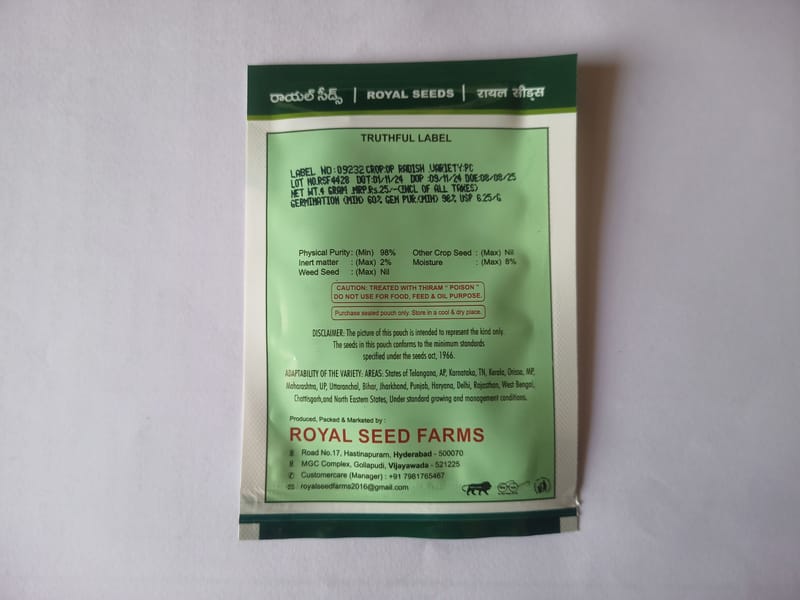 రాయల్ సీడ్స్ | ROYAL SEEDS | रायल सीड्स
TRUTHFUL LABEL
LABEL NO:09232 CROP:OP RADISH .VARIETY:PC
LOT NO.RSF4428 DOT:01/11/24 DOP :09/11/24 DOE:08/08/25
NET WT.4 GRAM .MRP.Rs.25/-(INCL OF ALL TAXES)
GERMINATION (MIN) 60% GEN PUR.(MIN) 98% USP 6.25/G
Physical Purity : (Min) 98% Other Crop Seed : (Max) Nil
Inert matter : (Max) 2% Moisture : (Max) 8%
Weed Seed : (Max) Nil
CAUTION: TREATED WITH THIRAM " POISON "
DO NOT USE FOR FOOD, FEED & OIL PURPOSE.
Purchase sealed pouch only. Store in a cool & dry place.
DISCLAIMER: The picture of this pouch is intended to represent the kind only.
The seeds in this pouch conforms to the minimum standards
specified under the seeds act, 1966.
ADAPTABILITY OF THE VARIETY: AREAS: States of Telangana, AP, Karnataka, TN, Kerala, Orissa, MP,
Maharashtra, UP, Uttaranchal, Bihar, Jharkhand, Punjab, Haryana, Delhi, Rajasthan, West Bengal,
Chattisgarh,and North Eastern States, Under standard growing and management conditions.
Produced, Packed & Marketed by :
ROYAL SEED FARMS
Road No.17, Hastinapuram, Hyderabad - 500070
MGC Complex, Gollapudi, Vijayawada - 521225
Customercare (Manager) : +91 7981765467
royalseedfarms2016@gmail.com